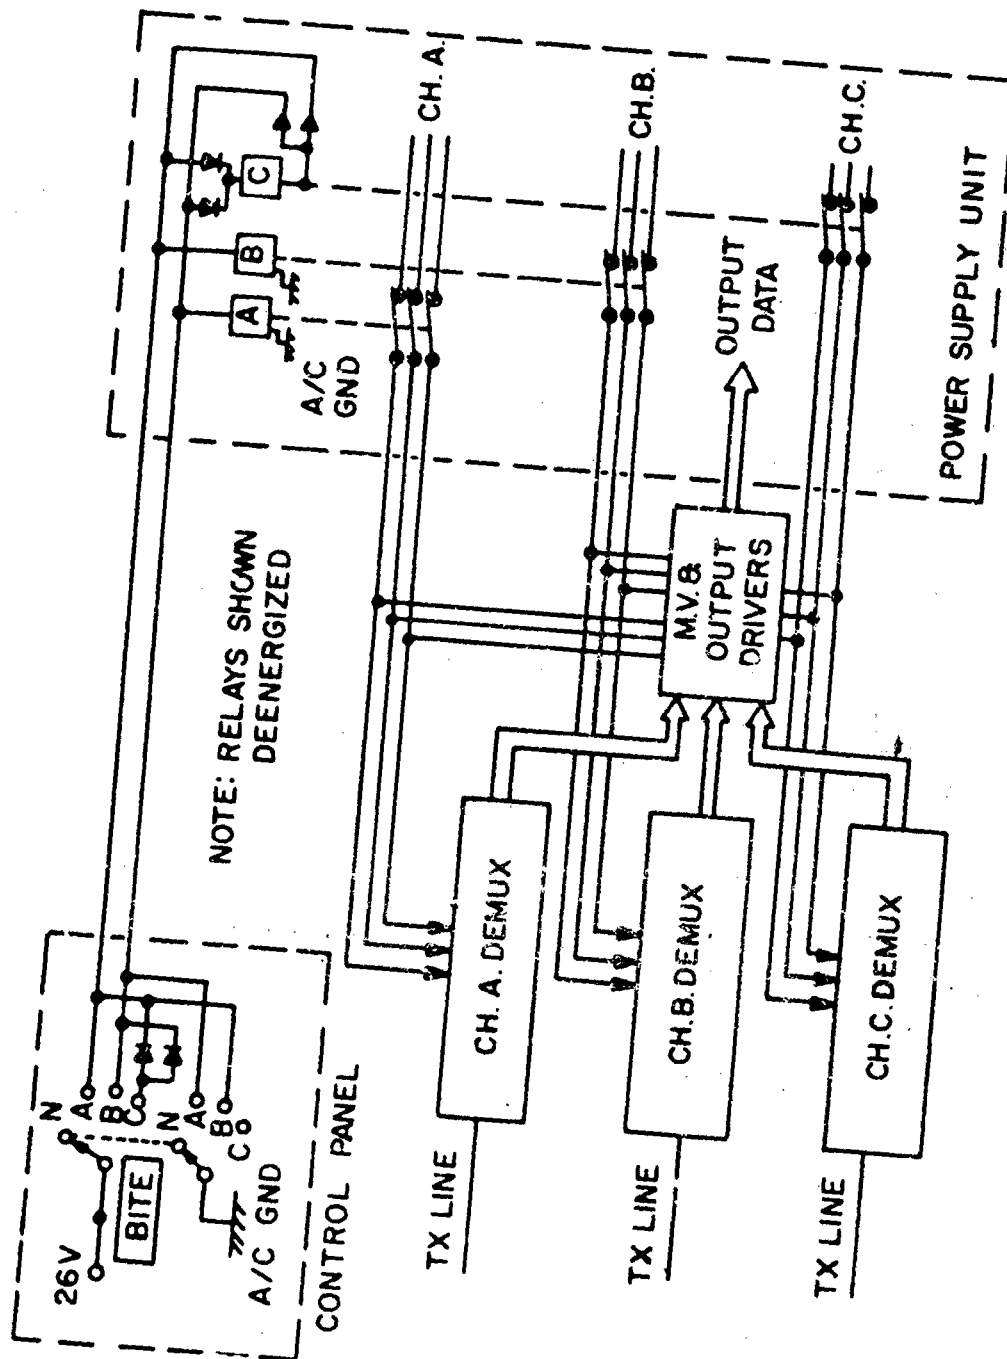 26V
BITE
N
A
B
C
N
A
B
C
A/C GND
CONTROL PANEL
NOTE: RELAYS SHOWN
DEENERGIZED
A
B
C
A/C
GND
CH. A.
CH.B.
CH.C.
TX LINE
CH. A. DEMUX
TX LINE
CH.B. DEMUX
TX LINE
CH.C. DEMUX
M.V. &
OUTPUT
DRIVERS
OUTPUT
DATA
POWER SUPPLY UNIT